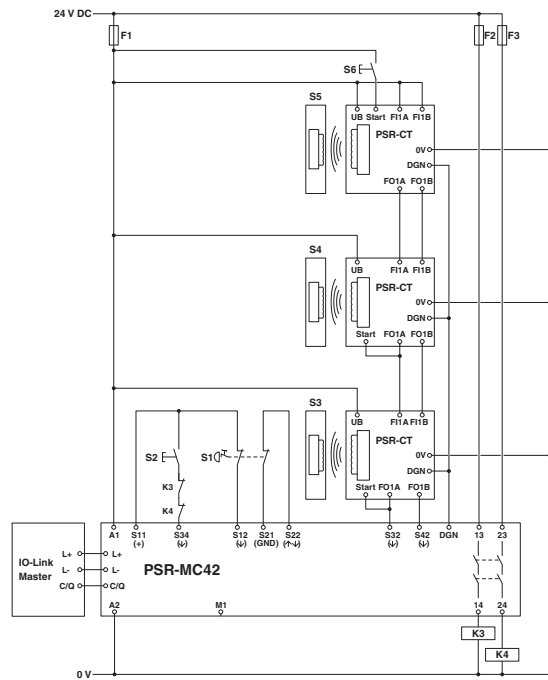 24 V DC
F1
F2
F3
S6
S5
UB Start FI1A FI1B
PSR-CT
0V
DGN
FO1A FO1B
S4
UB FI1A FI1B
PSR-CT
0V
DGN
Start FO1A FO1B
S3
UB FI1A FI1B
PSR-CT
0V
DGN
Start FO1A FO1B
S2
S1
K3
K4
A1 S11 S34 S12 S21 S22 S32 S42 DGN 13 23
(+) (↓) (↓) (GND) (↑↓) (↓) (↓)
IO-Link
Master
L+ L+
L- L-
C/Q C/Q
PSR-MC42
A2 M1 14 24
K3
K4
0 V